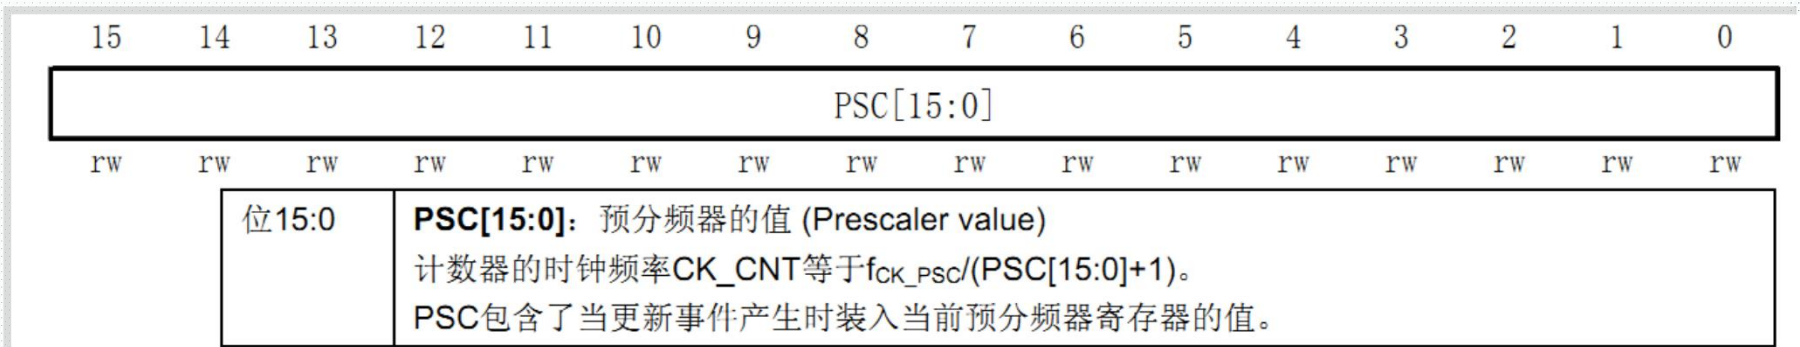 15 14 13 12 11 10 9 8 7 6 5 4 3 2 1 0
PSC[15:0]
rw rw rw rw rw rw rw rw rw rw rw rw rw rw rw rw
位15:0 PSC[15:0]：预分频器的值 (Prescaler value)
计数器的时钟频率CK_CNT等于fCK_PSC/(PSC[15:0]+1)。
PSC包含了当更新事件产生时装入当前预分频器寄存器的值。